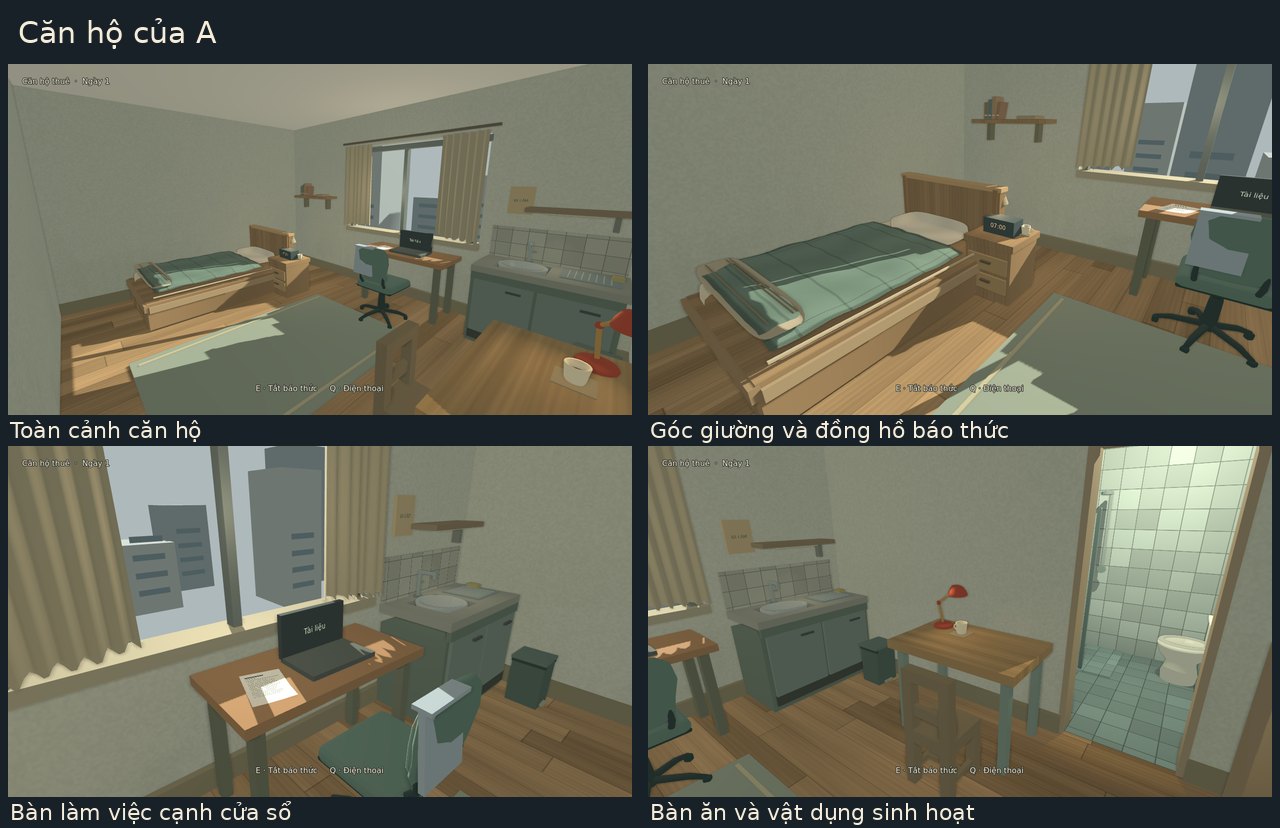 Căn hộ của A
Căn hộ thuê · Ngày 1
Tài liệu
E · Tắt báo thức Q · Điện thoại
Toàn cảnh căn hộ
Căn hộ thuê · Ngày 1
07:00
Tài liệu
E · Tắt báo thức Q · Điện thoại
Góc giường và đồng hồ báo thức
Căn hộ thuê · Ngày 1
Tài liệu
E · Tắt báo thức Q · Điện thoại
Bàn làm việc cạnh cửa sổ
Căn hộ thuê · Ngày 1
E · Tắt báo thức Q · Điện thoại
Bàn ăn và vật dụng sinh hoạt